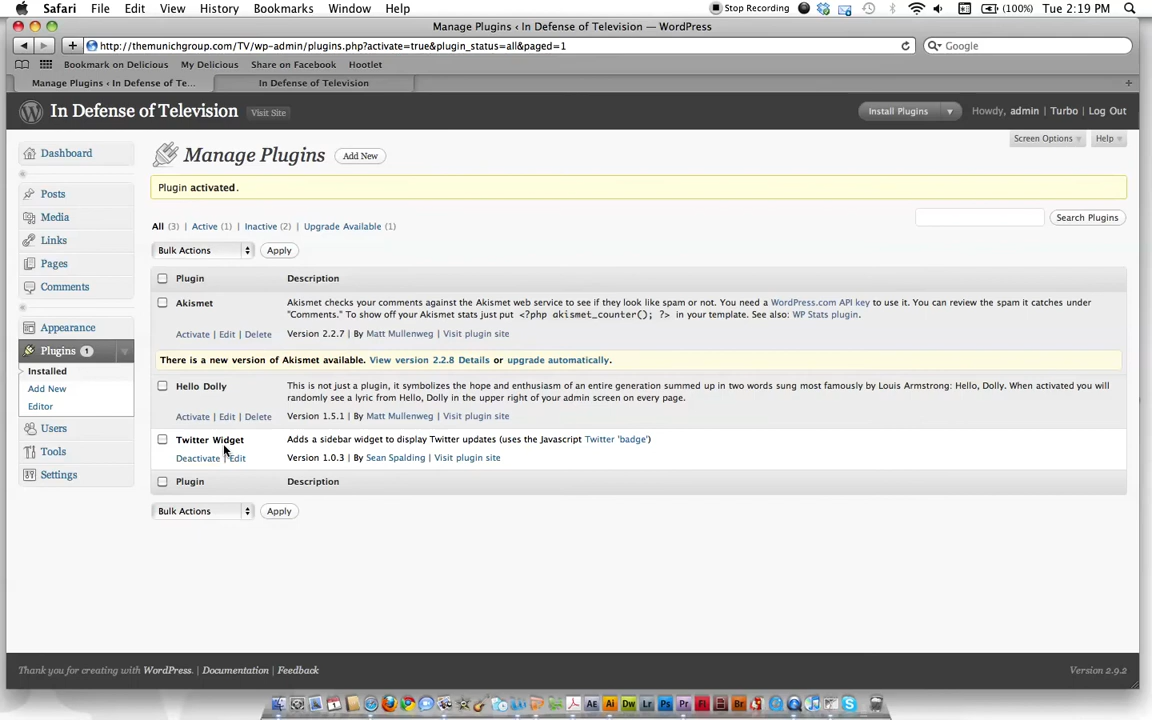 Safari File Edit View History Bookmarks Window Help Stop Recording (100%) Tue 2:19 PM
Manage Plugins ‹ In Defense of Television — WordPress
http://themunichgroup.com/TV/wp-admin/plugins.php?activate=true&plugin_status=all&paged=1 Google
Bookmark on Delicious My Delicious Share on Facebook Hootlet
Manage Plugins ‹ In Defense of Te... In Defense of Television
In Defense of Television Visit Site Install Plugins Howdy, admin | Turbo | Log Out
Screen Options Help
Manage Plugins Add New
Plugin activated.
All (3) | Active (1) | Inactive (2) | Upgrade Available (1) Search Plugins
Bulk Actions Apply
Plugin Description
Akismet Akismet checks your comments against the Akismet web service to see if they look like spam or not. You need a WordPress.com API key to use it. You can review the spam it catches under
"Comments." To show off your Akismet stats just put <?php akismet_counter(); ?> in your template. See also: WP Stats plugin.
Activate | Edit | Delete Version 2.2.7 | By Matt Mullenweg | Visit plugin site
There is a new version of Akismet available. View version 2.2.8 Details or upgrade automatically.
Hello Dolly This is not just a plugin, it symbolizes the hope and enthusiasm of an entire generation summed up in two words sung most famously by Louis Armstrong: Hello, Dolly. When activated you will
randomly see a lyric from Hello, Dolly in the upper right of your admin screen on every page.
Activate | Edit | Delete Version 1.5.1 | By Matt Mullenweg | Visit plugin site
Twitter Widget Adds a sidebar widget to display Twitter updates (uses the Javascript Twitter 'badge')
Deactivate | Edit Version 1.0.3 | By Sean Spalding | Visit plugin site
Plugin Description
Bulk Actions Apply
Dashboard
Posts
Media
Links
Pages
Comments
Appearance
Plugins 1
Installed
Add New
Editor
Users
Tools
Settings
Thank you for creating with WordPress. | Documentation | Feedback Version 2.9.2
AE Ai Dw Lr Ps Pr Fl Br